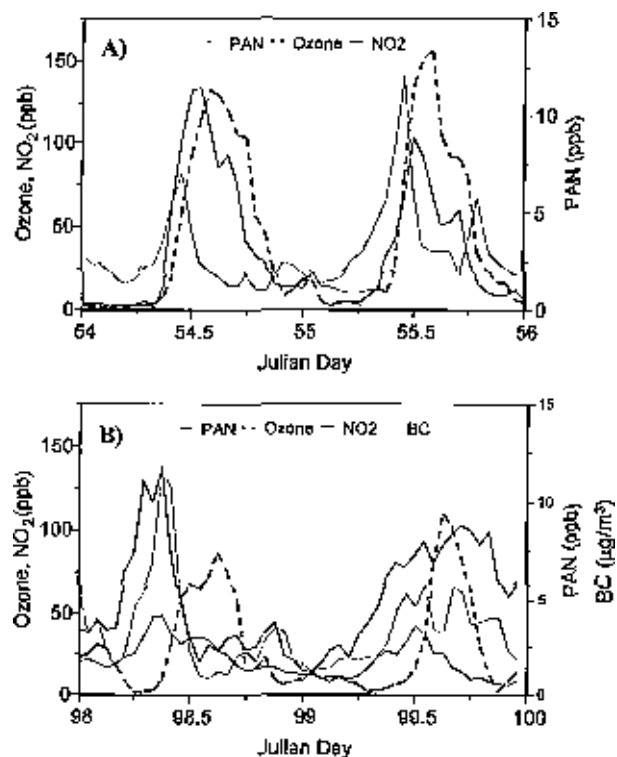 A)
PAN Ozone NO2
Ozone, NO2 (ppb)
150
100
50
0
PAN (ppb)
15
10
5
0
54 54.5 55 55.5 56
Julian Day
B)
PAN Ozone NO2 BC
Ozone, NO2 (ppb)
150
100
50
0
PAN (ppb)
BC (µg/m³)
15
10
5
0
98 98.5 99 99.5 100
Julian Day